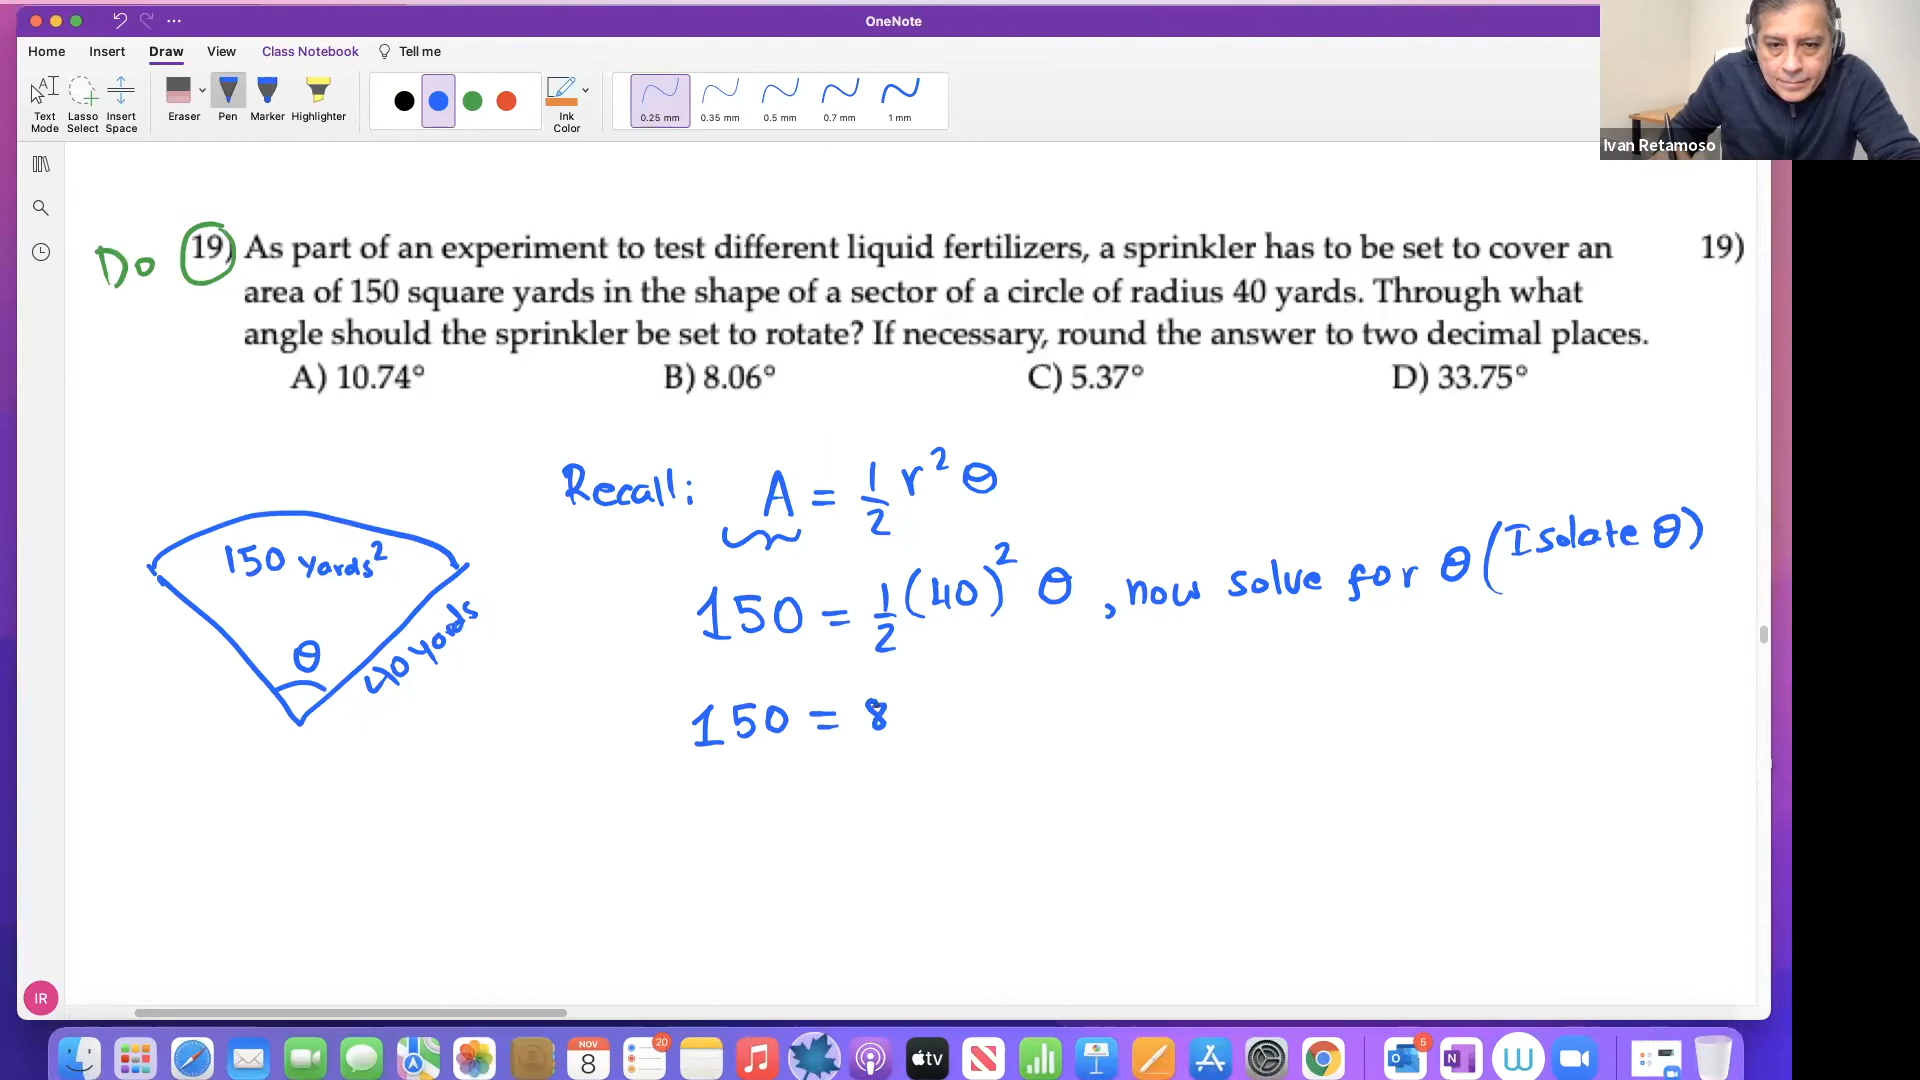 OneNote
Home Insert Draw View Class Notebook Tell me
Text Mode Lasso Select Insert Space Eraser Pen Marker Highlighter Ink Color 0.25 mm 0.35 mm 0.5 mm 0.7 mm 1 mm
Ivan Retamoso
Do 19) As part of an experiment to test different liquid fertilizers, a sprinkler has to be set to cover an 19)
area of 150 square yards in the shape of a sector of a circle of radius 40 yards. Through what
angle should the sprinkler be set to rotate? If necessary, round the answer to two decimal places.
A) 10.74° B) 8.06° C) 5.37° D) 33.75°
Recall: A = 1/2 r² θ
150 yards²
150 = 1/2 (40)² θ , now solve for θ (Isolate θ)
θ
40 yards
150 = 8
IR
NOV
8
20
tv
5
N
W